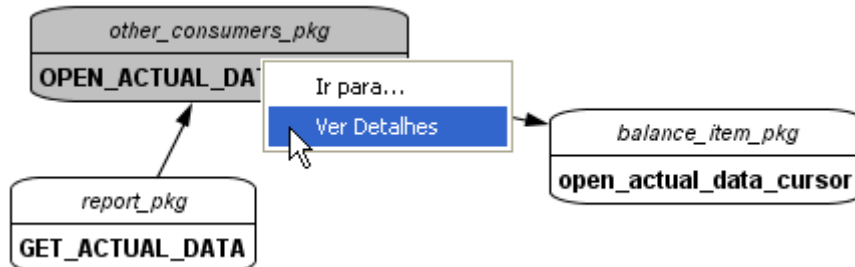 other_consumers_pkg
OPEN_ACTUAL_DAT
Ir para...
Ver Detalhes
balance_item_pkg
open_actual_data_cursor
report_pkg
GET_ACTUAL_DATA